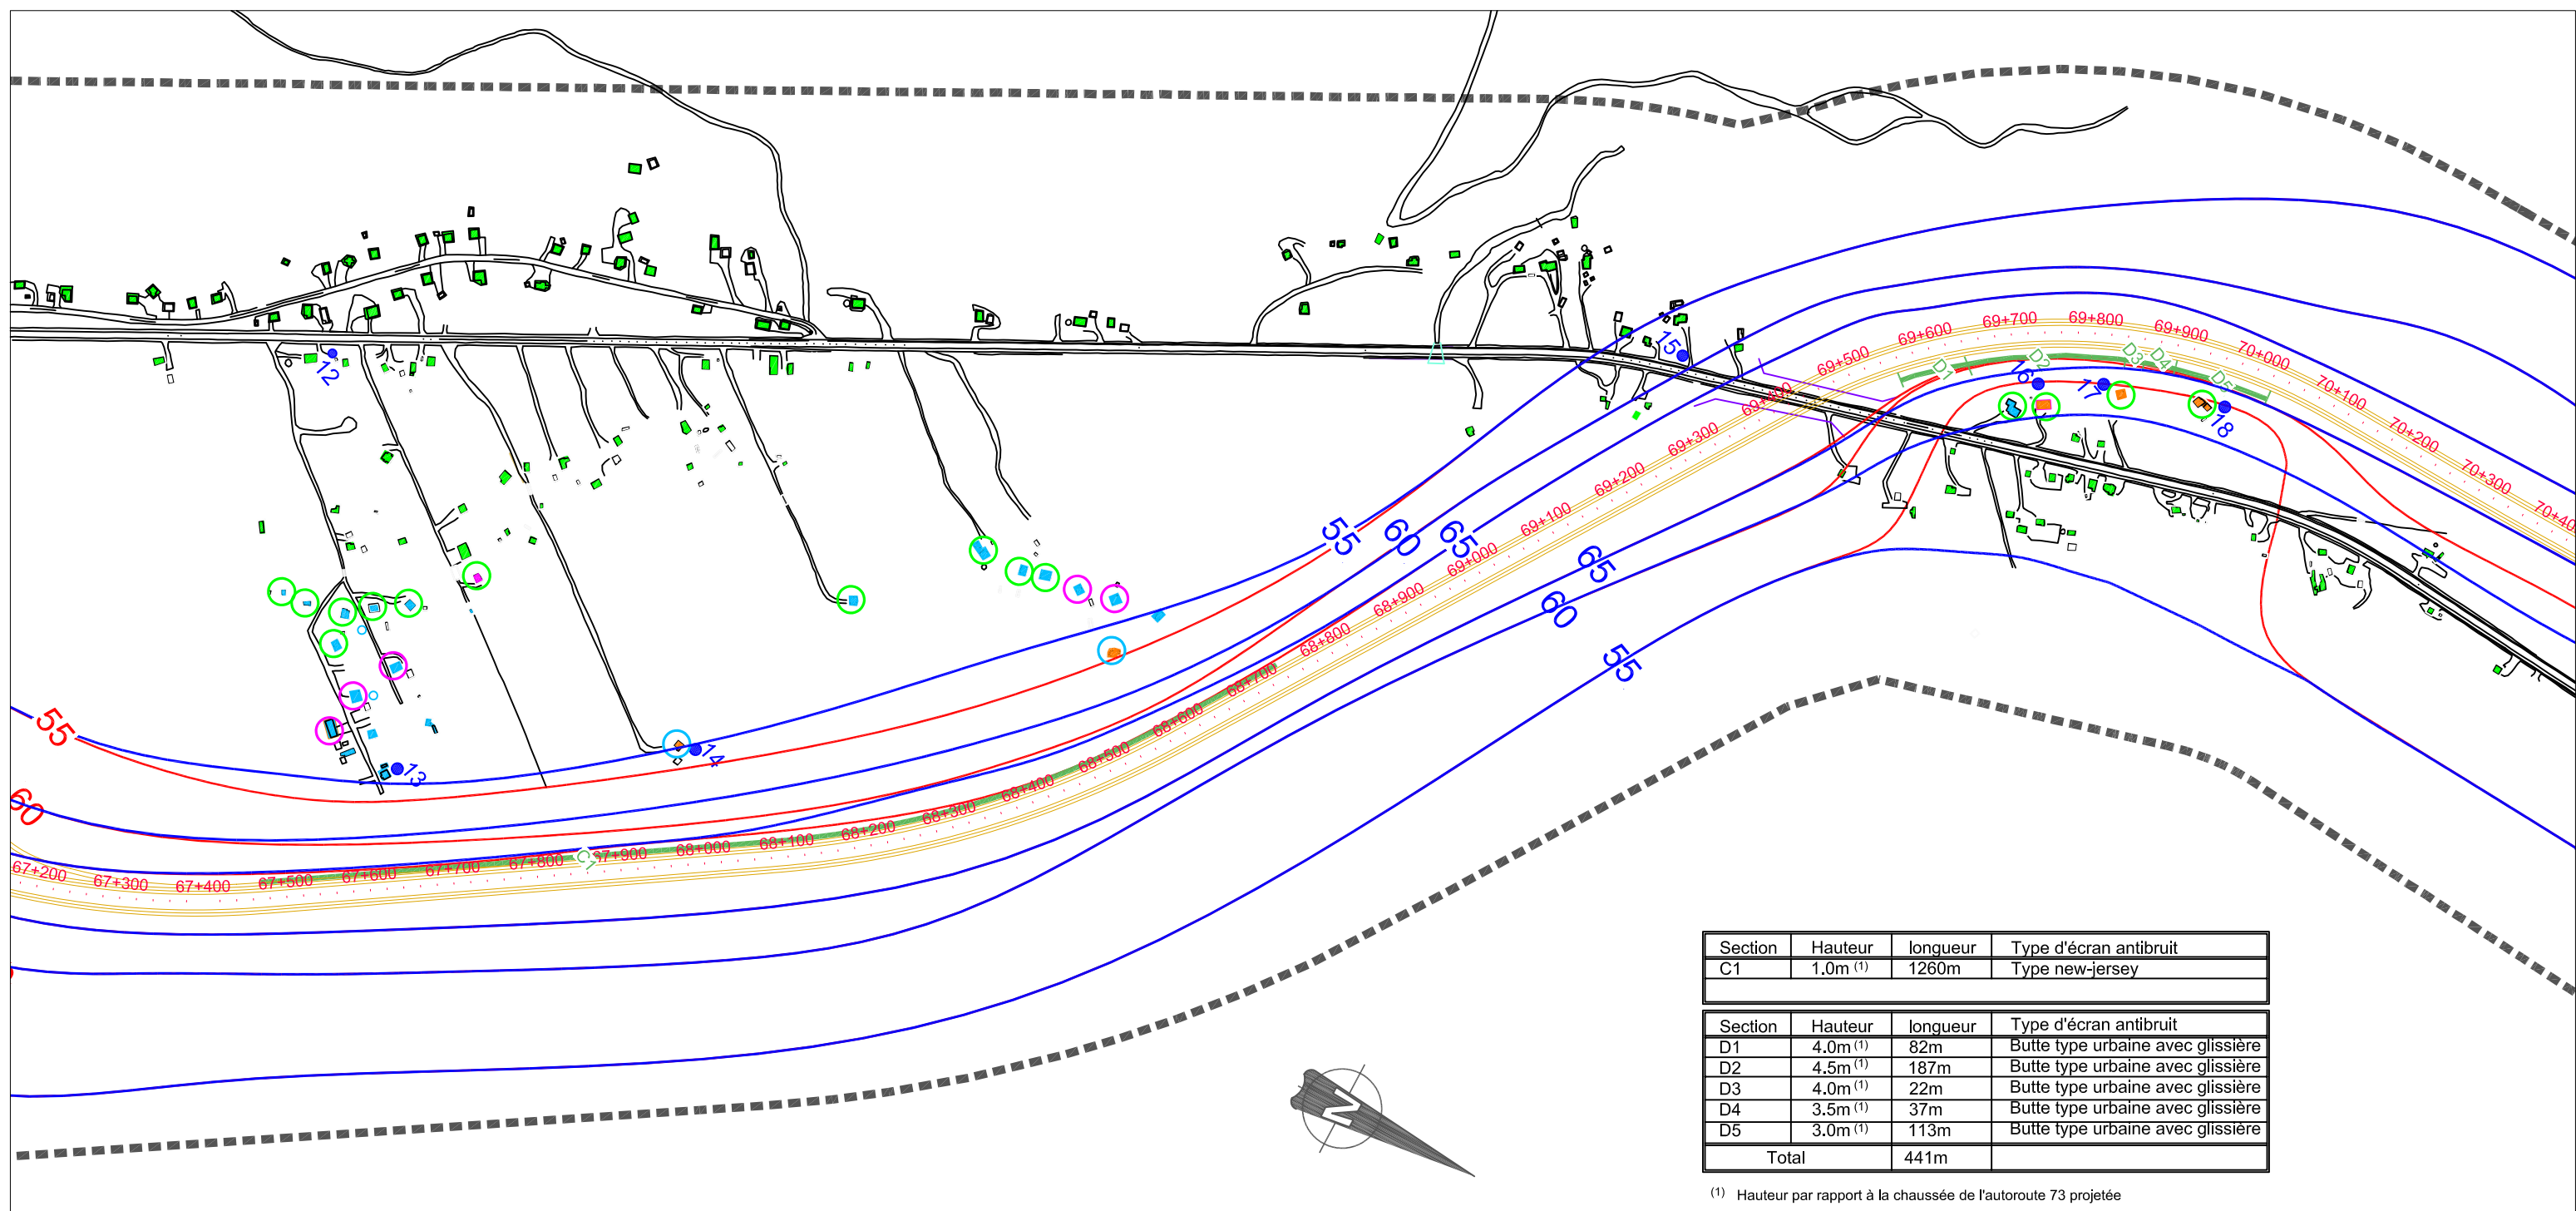 12
15
16
17
18
13
14
D1
D2
D3
D4
D5
C1
55
60
55
60
65
65
60
55
67+200
67+300
67+400
67+500
67+600
67+700
67+800
67+900
68+000
68+100
68+200
68+300
68+400
68+500
68+600
68+700
68+800
68+900
69+000
69+100
69+200
69+300
69+400
69+500
69+600
69+700
69+800
69+900
70+000
70+100
70+200
70+300
70+40
N
Section Hauteur longueur Type d'écran antibruit
C1 1.0m (1) 1260m Type new-jersey
Section Hauteur longueur Type d'écran antibruit
D1 4.0m (1) 82m Butte type urbaine avec glissière
D2 4.5m (1) 187m Butte type urbaine avec glissière
D3 4.0m (1) 22m Butte type urbaine avec glissière
D4 3.5m (1) 37m Butte type urbaine avec glissière
D5 3.0m (1) 113m Butte type urbaine avec glissière
Total 441m
(1) Hauteur par rapport à la chaussée de l'autoroute 73 projetée